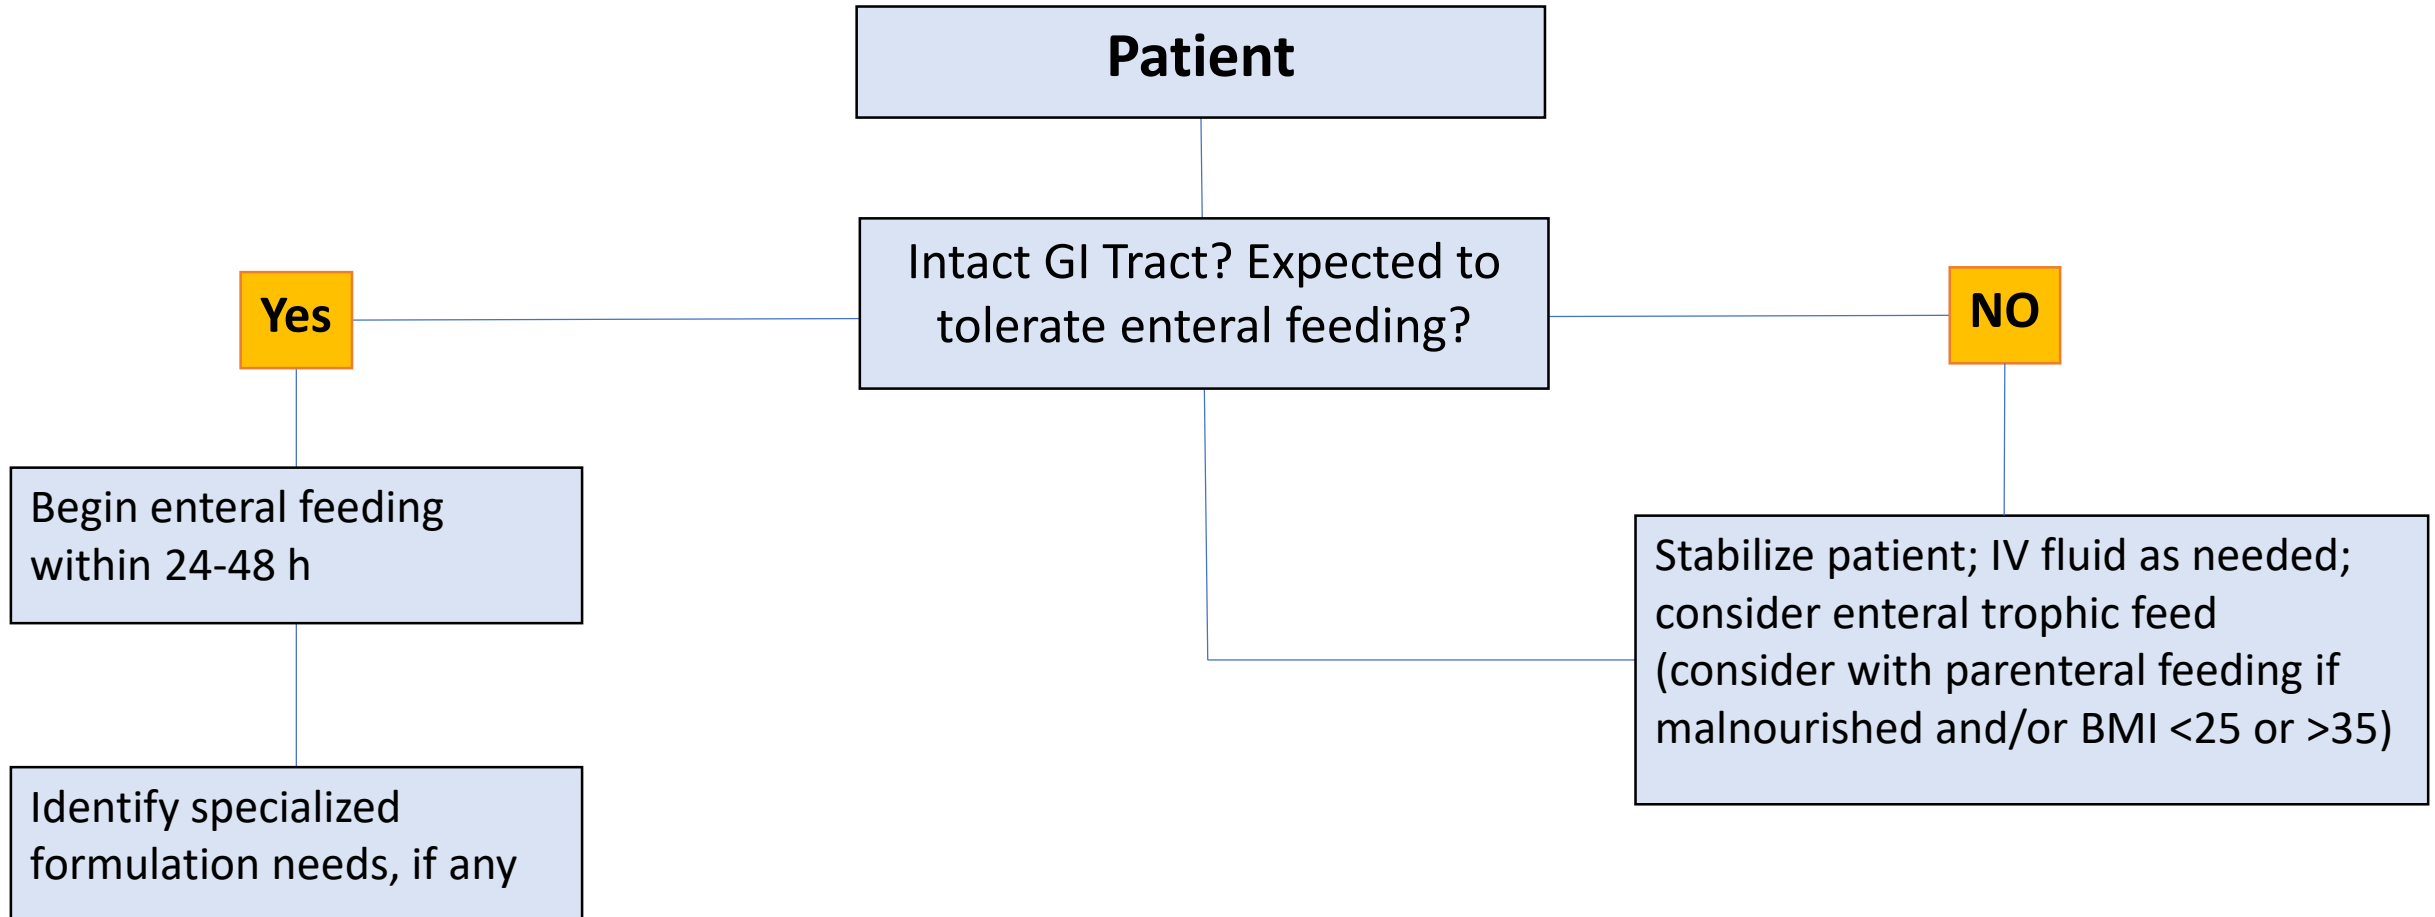 Patient
Intact GI Tract? Expected to
tolerate enteral feeding?
Yes
NO
Begin enteral feeding
within 24-48 h
Stabilize patient; IV fluid as needed;
consider enteral trophic feed
(consider with parenteral feeding if
malnourished and/or BMI <25 or >35)
Identify specialized
formulation needs, if any